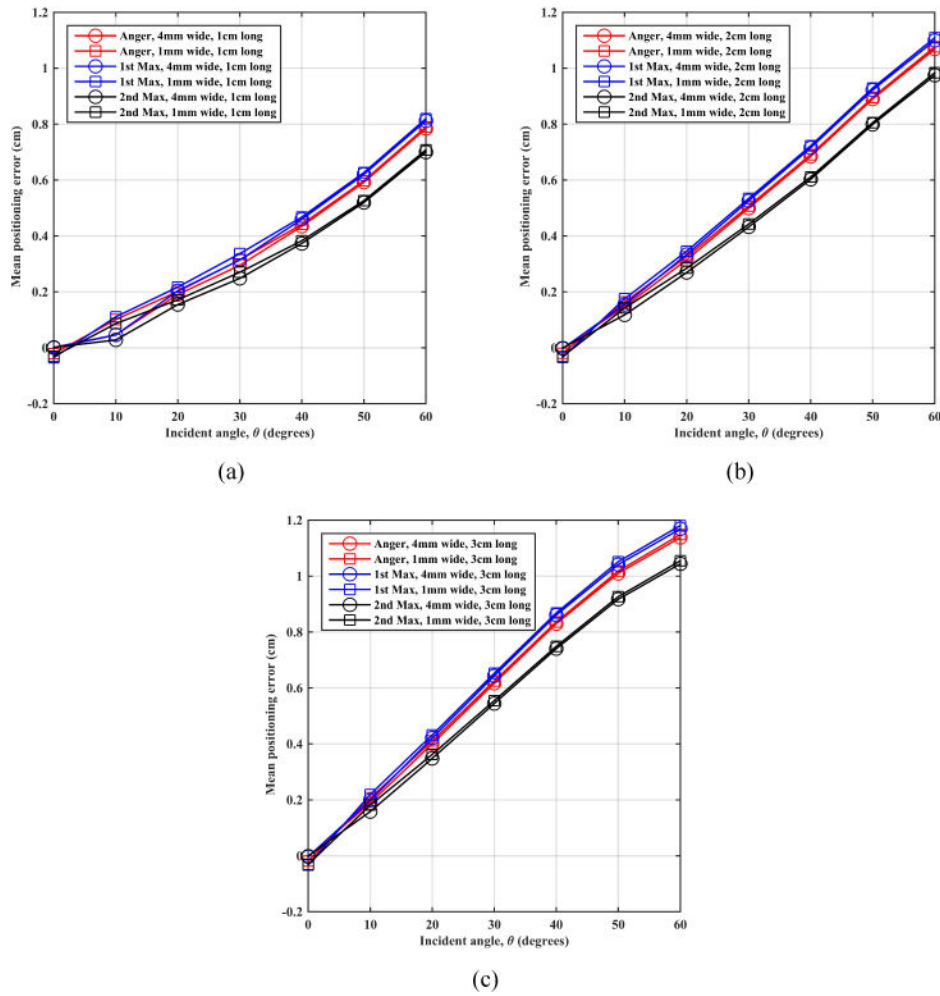 1.2
1
0.8
0.6
0.4
0.2
0
-0.2
Mean positioning error (cm)
Anger, 4mm wide, 1cm long
Anger, 1mm wide, 1cm long
1st Max, 4mm wide, 1cm long
1st Max, 1mm wide, 1cm long
2nd Max, 4mm wide, 1cm long
2nd Max, 1mm wide, 1cm long
0 10 20 30 40 50 60
Incident angle, θ (degrees)
(a)
1.2
1
0.8
0.6
0.4
0.2
0
-0.2
Mean positioning error (cm)
Anger, 4mm wide, 2cm long
Anger, 1mm wide, 2cm long
1st Max, 4mm wide, 2cm long
1st Max, 1mm wide, 2cm long
2nd Max, 4mm wide, 2cm long
2nd Max, 1mm wide, 2cm long
0 10 20 30 40 50 60
Incident angle, θ (degrees)
(b)
1.2
1
0.8
0.6
0.4
0.2
0
-0.2
Mean positioning error (cm)
Anger, 4mm wide, 3cm long
Anger, 1mm wide, 3cm long
1st Max, 4mm wide, 3cm long
1st Max, 1mm wide, 3cm long
2nd Max, 4mm wide, 3cm long
2nd Max, 1mm wide, 3cm long
0 10 20 30 40 50 60
Incident angle, θ (degrees)
(c)